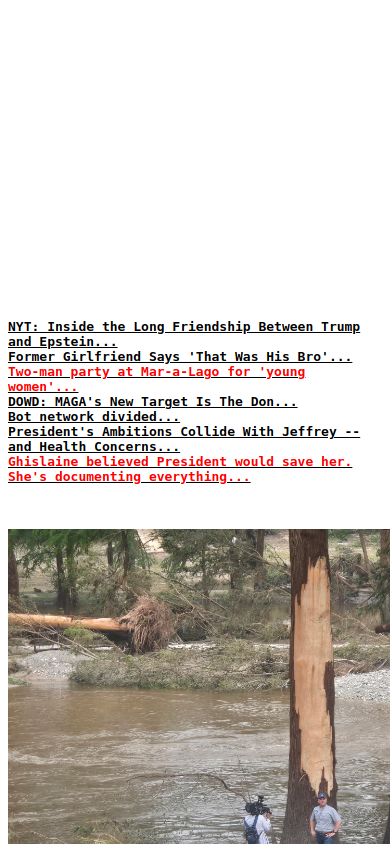 NYT: Inside the Long Friendship Between Trump
and Epstein...
Former Girlfriend Says 'That Was His Bro'...
Two-man party at Mar-a-Lago for 'young
women'...
DOWD: MAGA's New Target Is The Don...
Bot network divided...
President's Ambitions Collide With Jeffrey --
and Health Concerns...
Ghislaine believed President would save her.
She's documenting everything...